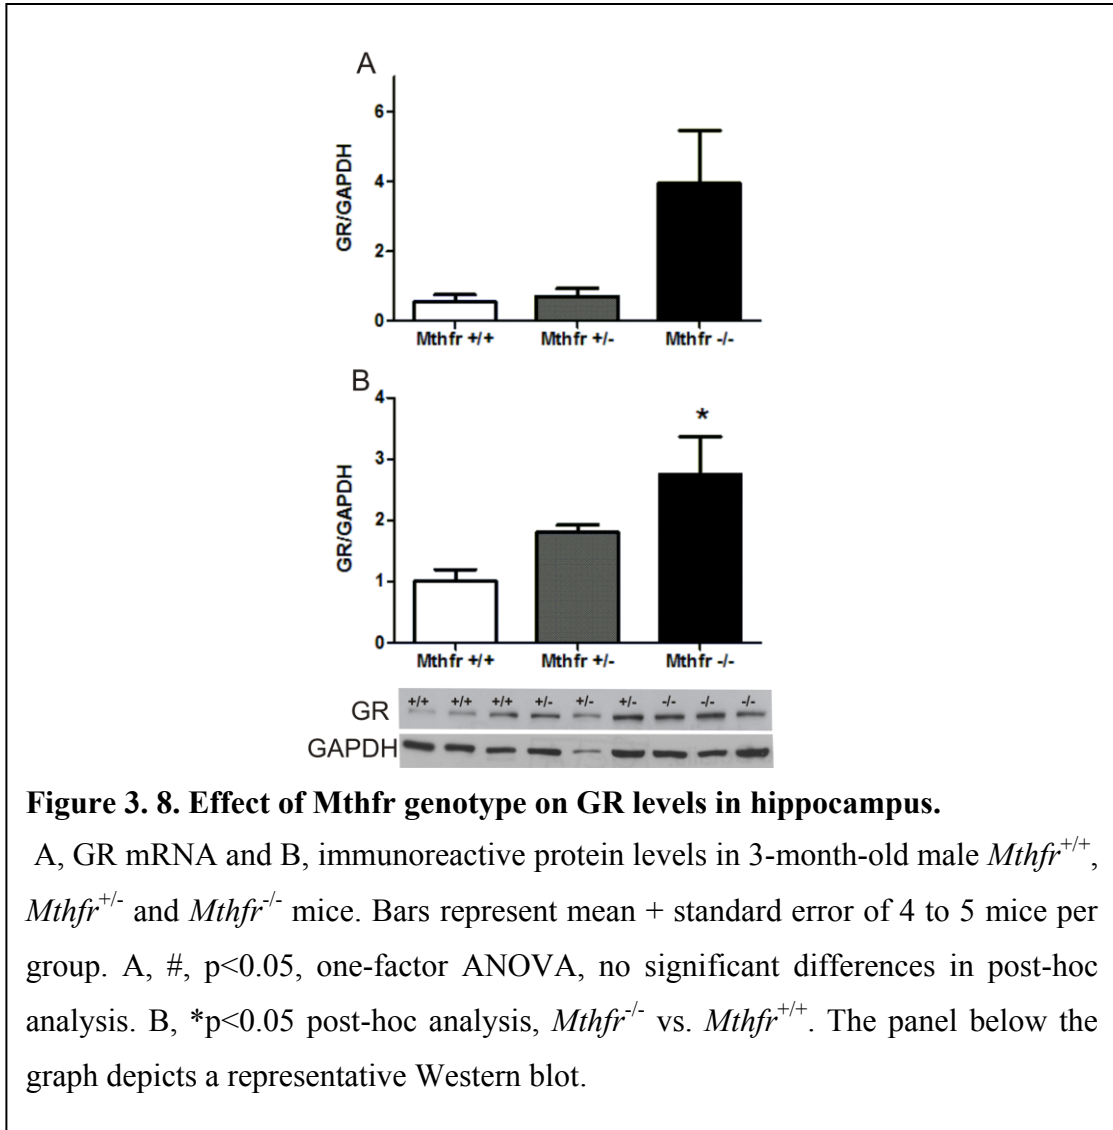 A
6
4
2
0
GR/GAPDH
Mthfr +/+ Mthfr +/- Mthfr -/-
B
4
*
3
2
1
0
GR/GAPDH
Mthfr +/+ Mthfr +/- Mthfr -/-
+/+ +/+ +/+ +/- +/- +/- -/- -/- -/- -/-
GR
GAPDH
Figure 3. 8. Effect of Mthfr genotype on GR levels in hippocampus.
A, GR mRNA and B, immunoreactive protein levels in 3-month-old male Mthfr+/+,
Mthfr+/- and Mthfr-/- mice. Bars represent mean + standard error of 4 to 5 mice per
group. A, #, p<0.05, one-factor ANOVA, no significant differences in post-hoc
analysis. B, *p<0.05 post-hoc analysis, Mthfr-/- vs. Mthfr+/+. The panel below the
graph depicts a representative Western blot.